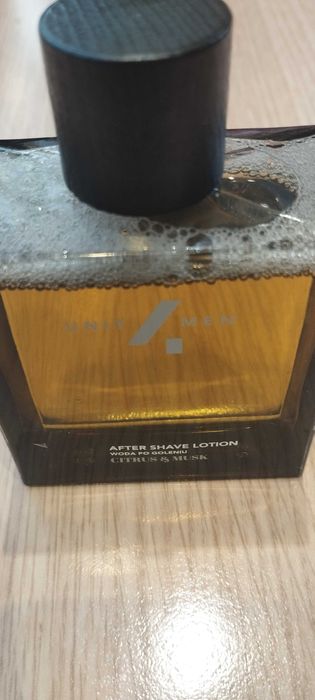 UNIT 4 MEN
AFTER SHAVE LOTION
WODA PO GOLENIU
CITRUS & MUSK